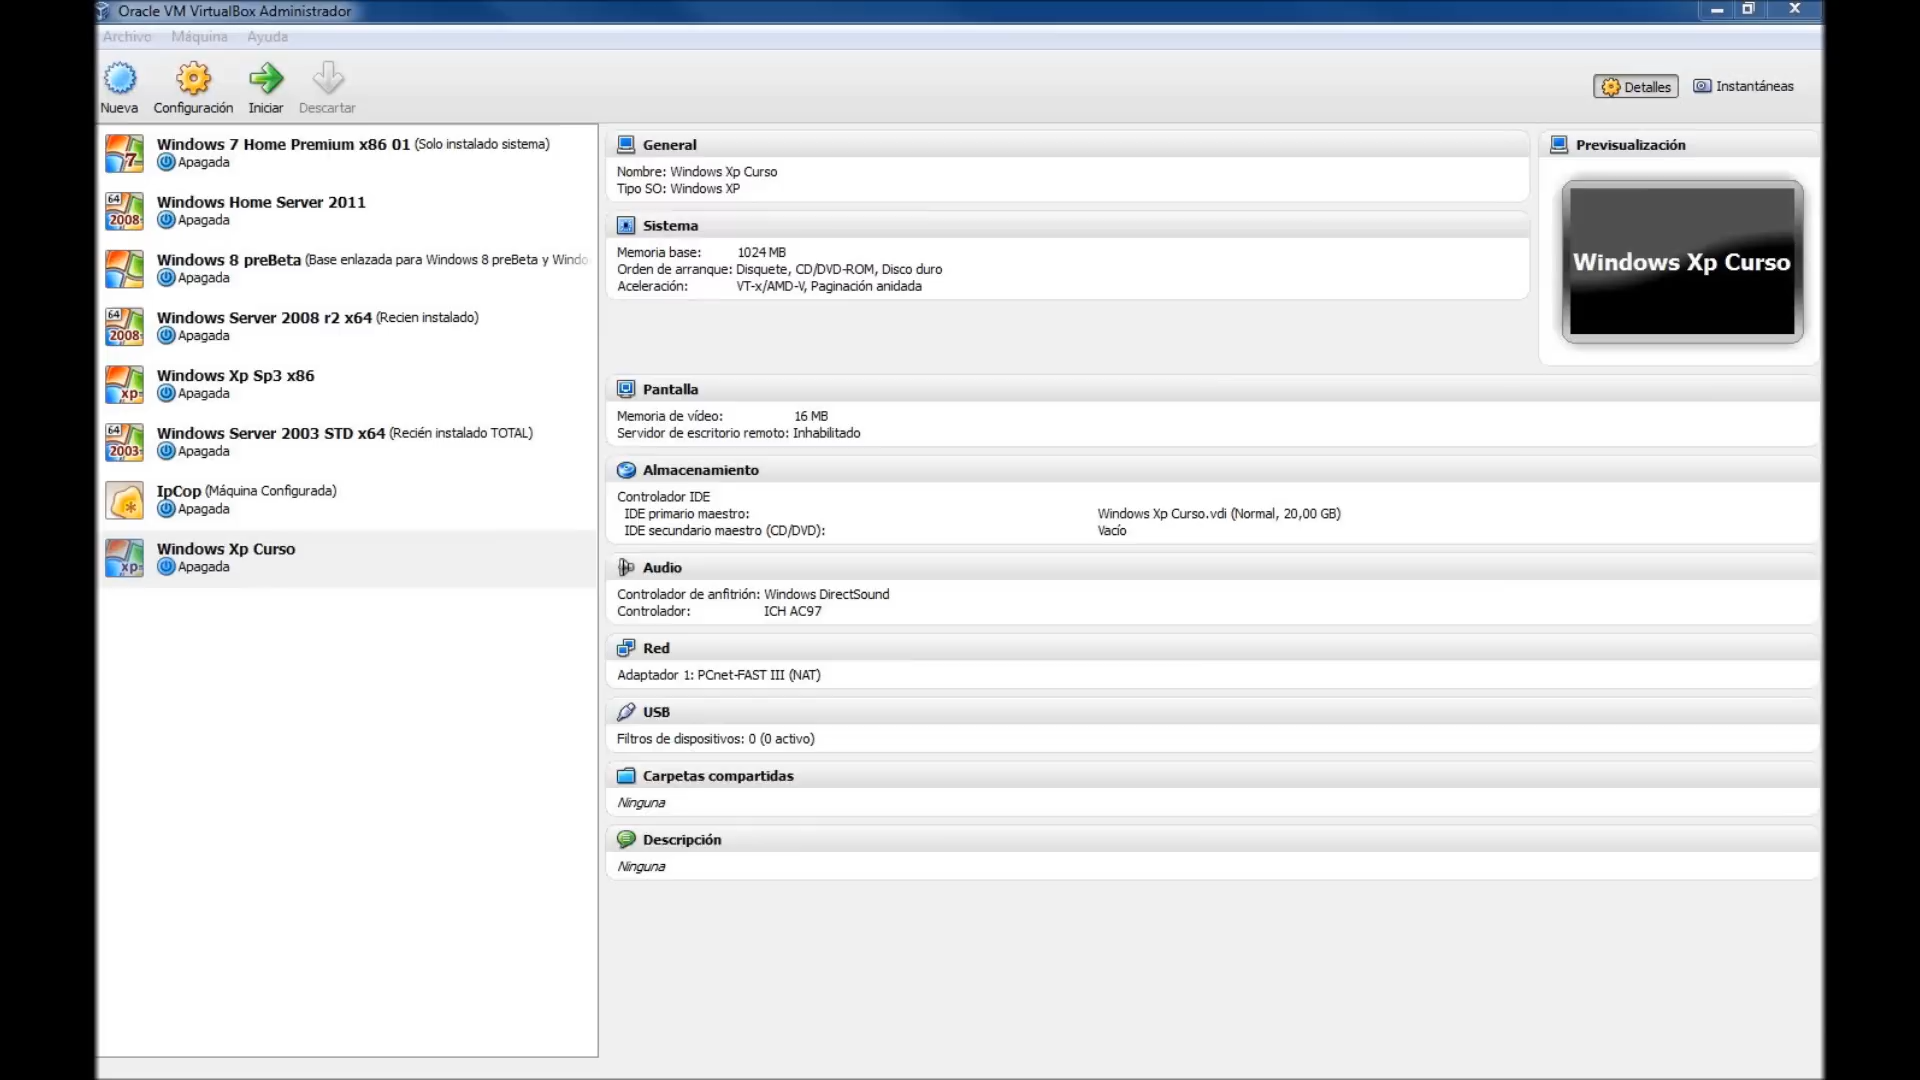 Oracle VM VirtualBox Administrador
Archivo Máquina Ayuda
Nueva Configuración Iniciar Descartar
Detalles Instantáneas
Windows 7 Home Premium x86 01 (Solo instalado sistema)
Apagada
64
2008
Windows Home Server 2011
Apagada
Windows 8 preBeta (Base enlazada para Windows 8 preBeta y Windo
Apagada
64
2008
Windows Server 2008 r2 x64 (Recien instalado)
Apagada
xp
Windows Xp Sp3 x86
Apagada
64
2003
Windows Server 2003 STD x64 (Recién instalado TOTAL)
Apagada
IpCop (Máquina Configurada)
Apagada
xp
Windows Xp Curso
Apagada
General
Nombre: Windows Xp Curso
Tipo SO: Windows XP
Sistema
Memoria base: 1024 MB
Orden de arranque: Disquete, CD/DVD-ROM, Disco duro
Aceleración: VT-x/AMD-V, Paginación anidada
Previsualización
Windows Xp Curso
Pantalla
Memoria de vídeo: 16 MB
Servidor de escritorio remoto: Inhabilitado
Almacenamiento
Controlador IDE
IDE primario maestro: Windows Xp Curso.vdi (Normal, 20,00 GB)
IDE secundario maestro (CD/DVD): Vacío
Audio
Controlador de anfitrión: Windows DirectSound
Controlador: ICH AC97
Red
Adaptador 1: PCnet-FAST III (NAT)
USB
Filtros de dispositivos: 0 (0 activo)
Carpetas compartidas
Ninguna
Descripción
Ninguna